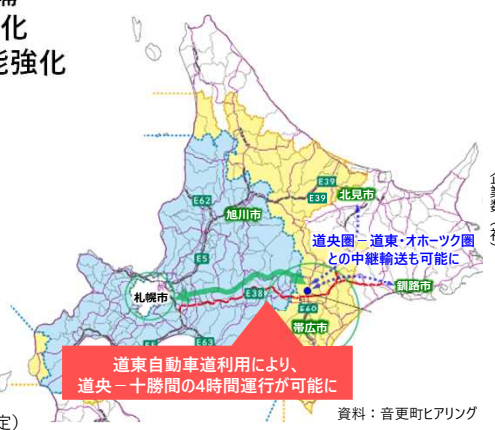 化
能強化
E39
E39
北見市
E62
旭川市
道央圏－道東・オホーツク圏
との中継輸送も可能に
E5
札幌市
E38
釧路市
E60
帯広市
E5
E63
道東自動車道利用により、
道央－十勝間の4時間運行が可能に
資料：音更町ヒアリング
定)